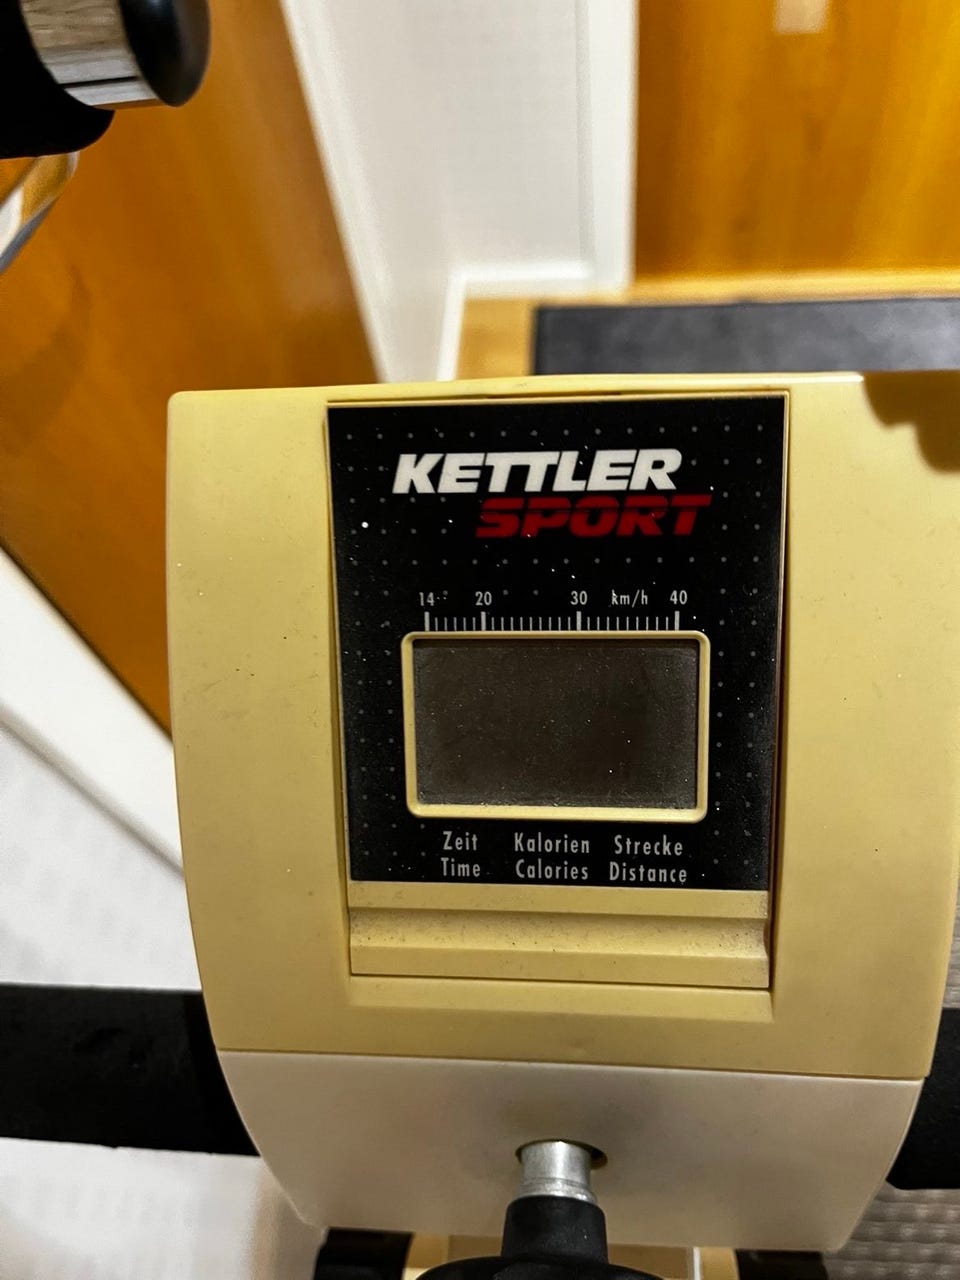 KETTLER
SPORT
14 20 30 km/h 40
Zeit Kalorien Strecke
Time Calories Distance